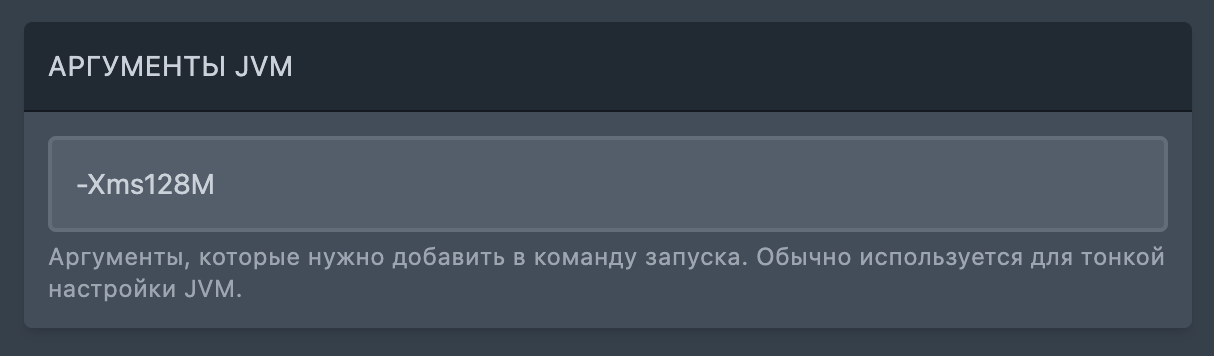 АРГУМЕНТЫ JVM
-Xms128M
Аргументы, которые нужно добавить в команду запуска. Обычно используется для тонкой
настройки JVM.